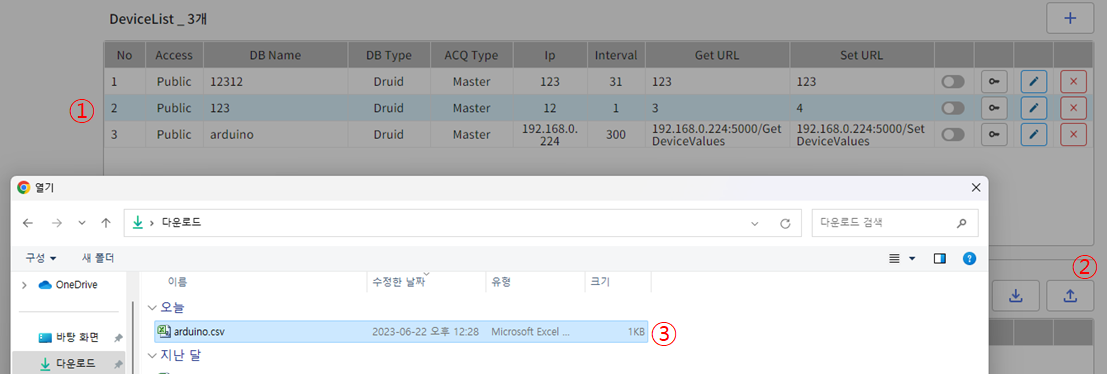 DeviceList _ 3개
No Access DB Name DB Type ACQ Type Ip Interval Get URL Set URL
1 Public 12312 Druid Master 123 31 123 123
① 2 Public 123 Druid Master 12 1 3 4
3 Public arduino Druid Master 192.168.0.224 300 192.168.0.224:5000/GetDeviceValues 192.168.0.224:5000/SetDeviceValues
열기
다운로드 다운로드 검색
구성 새 폴더
②
이름 수정한 날짜 유형 크기
OneDrive
오늘
arduino.csv 2023-06-22 오후 12:28 Microsoft Excel ... 1KB ③
바탕 화면
지난 달
다운로드